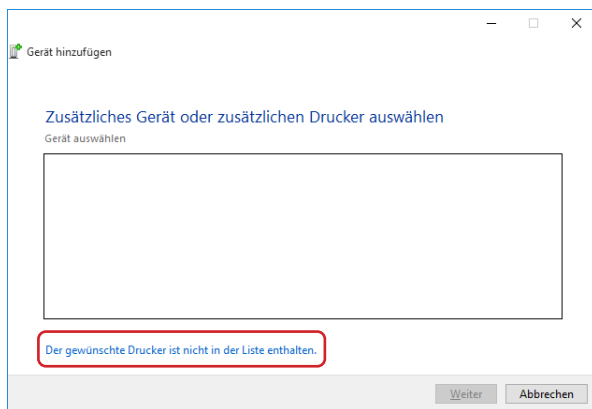 Gerät hinzufügen
Zusätzliches Gerät oder zusätzlichen Drucker auswählen
Gerät auswählen
Der gewünschte Drucker ist nicht in der Liste enthalten.
Weiter Abbrechen